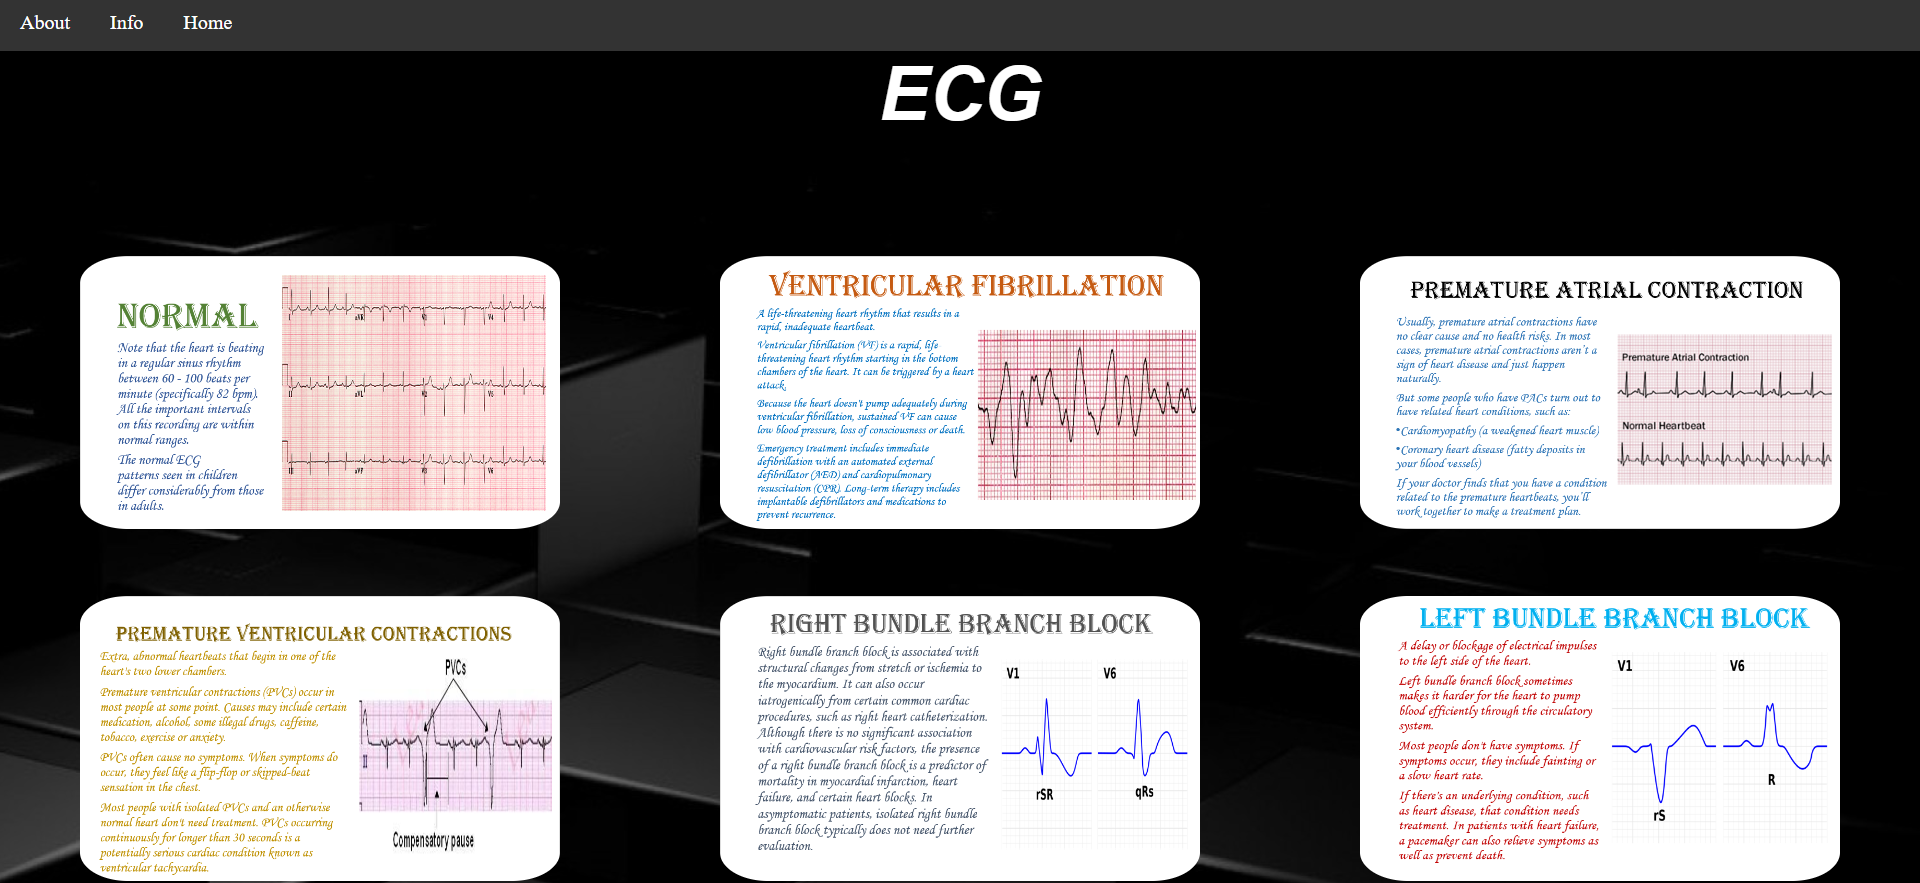 About Info Home
ECG
NORMAL
Note that the heart is beating
in a regular sinus rhythm
between 60 - 100 beats per
minute (specifically 82 bpm).
All the important intervals
on this recording are within
normal ranges.
The normal ECG
patterns seen in children
differ considerably from those
in adults.
I aVR V1 V4
II aVL V2 V5
III aVF V3 V6
VENTRICULAR FIBRILLATION
A life-threatening heart rhythm that results in a
rapid, inadequate heartbeat.
Ventricular fibrillation (VF) is a rapid, life
threatening heart rhythm starting in the bottom
chambers of the heart. It can be triggered by a heart
attack.
Because the heart doesn't pump adequately during
ventricular fibrillation, sustained VF can cause
low blood pressure, loss of consciousness or death.
Emergency treatment includes immediate
defibrillation with an automated external
defibrillator (AED) and cardiopulmonary
resuscitation (CPR). Long-term therapy includes
implantable defibrillators and medications to
prevent recurrence.
PREMATURE ATRIAL CONTRACTION
Usually, premature atrial contractions have
no clear cause and no health risks. In most
cases, premature atrial contractions aren't a
sign of heart disease and just happen
naturally.
But some people who have PACs turn out to
have related heart conditions, such as:
•Cardiomyopathy (a weakened heart muscle)
•Coronary heart disease (fatty deposits in
your blood vessels)
If your doctor finds that you have a condition
related to the premature heartbeats, you'll
work together to make a treatment plan.
Premature Atrial Contraction
Normal Heartbeat
PREMATURE VENTRICULAR CONTRACTIONS
Extra, abnormal heartbeats that begin in one of the
heart's two lower chambers.
Premature ventricular contractions (PVCs) occur in
most people at some point. Causes may include certain
medication, alcohol, some illegal drugs, caffeine,
tobacco, exercise or anxiety.
PVCs often cause no symptoms. When symptoms do
occur, they feel like a flip-flop or skipped-beat
sensation in the chest.
Most people with isolated PVCs and an otherwise
normal heart don't need treatment. PVCs occurring
continuously for longer than 30 seconds is a
potentially serious cardiac condition known as
ventricular tachycardia.
PVCs
II
Compensatory pause
RIGHT BUNDLE BRANCH BLOCK
Right bundle branch block is associated with
structural changes from stretch or ischemia to
the myocardium. It can also occur
iatrogenically from certain common cardiac
procedures, such as right heart catheterization.
Although there is no significant association
with cardiovascular risk factors, the presence
of a right bundle branch block is a predictor of
mortality in myocardial infarction, heart
failure, and certain heart blocks. In
asymptomatic patients, isolated right bundle
branch block typically does not need further
evaluation.
V1 V6
rSR qRs
LEFT BUNDLE BRANCH BLOCK
A delay or blockage of electrical impulses
to the left side of the heart.
Left bundle branch block sometimes
makes it harder for the heart to pump
blood efficiently through the circulatory
system.
Most people don't have symptoms. If
symptoms occur, they include fainting or
a slow heart rate.
If there's an underlying condition, such
as heart disease, that condition needs
treatment. In patients with heart failure,
a pacemaker can also relieve symptoms as
well as prevent death.
V1 V6
R
rS